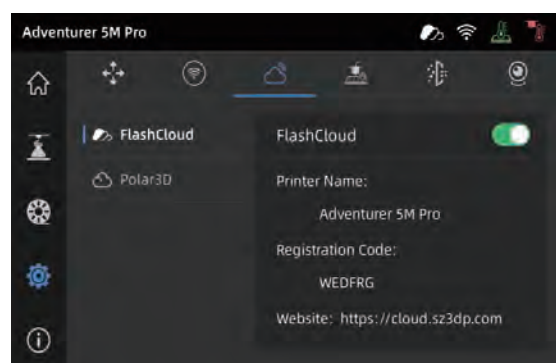 Adventurer 5M Pro
FlashCloud
Polar3D
FlashCloud
Printer Name:
Adventurer 5M Pro
Registration Code:
WEDFRG
Website: https://cloud.sz3dp.com